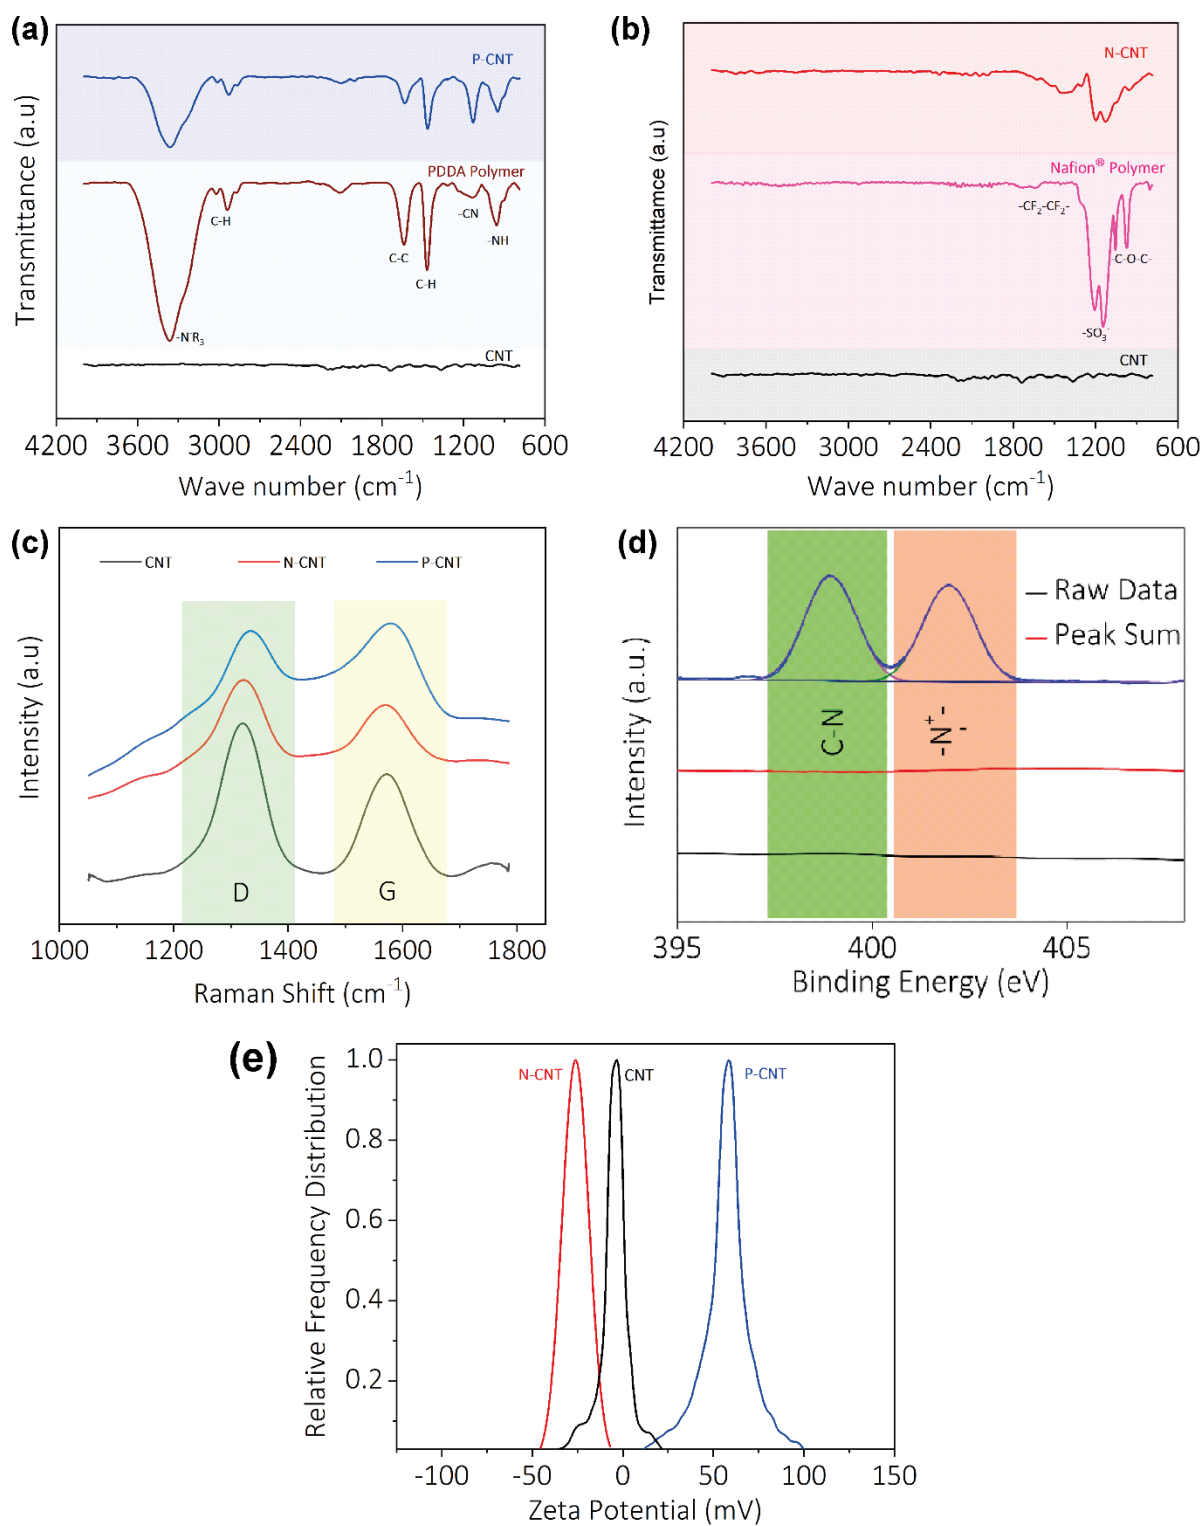 (a)
P-CNT
PDDA Polymer
C-H
-CN
-NH
C-C
C-H
-N⁻R₃
CNT
Transmittance (a.u)
4200 3600 3000 2400 1800 1200 600
Wave number (cm⁻¹)
(b)
N-CNT
Nafion® Polymer
-CF₂-CF₂-
-C-O-C-
-SO₃⁻
CNT
Transmittance (a.u)
4200 3600 3000 2400 1800 1200 600
Wave number (cm⁻¹)
(c)
CNT N-CNT P-CNT
D G
Intensity (a.u)
1000 1200 1400 1600 1800
Raman Shift (cm⁻¹)
(d)
Raw Data
Peak Sum
C-N
-N⁺-
Intensity (a.u.)
395 400 405
Binding Energy (eV)
(e)
N-CNT CNT P-CNT
1.0
0.8
0.6
0.4
0.2
Relative Frequency Distribution
-100 -50 0 50 100 150
Zeta Potential (mV)